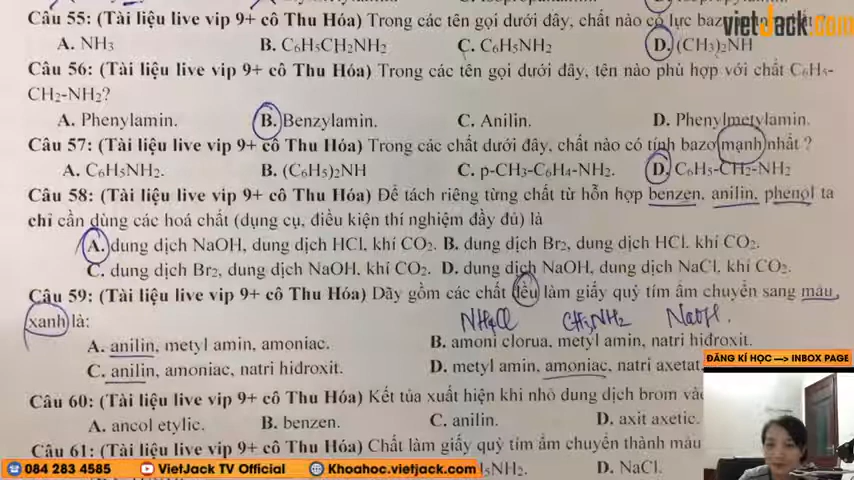 Câu 55: (Tài liệu live vip 9+ cô Thu Hóa) Trong các tên gọi dưới đây, chất nào có lực bazơ
vietJack.com
A. NH3 B. C6H5CH2NH2 C. C6H5NH2 D. (CH3)2NH
Câu 56: (Tài liệu live vip 9+ cô Thu Hóa) Trong các tên gọi dưới đây, tên nào phù hợp với chất C6H5-
CH2-NH2?
A. Phenylamin. B. Benzylamin. C. Anilin. D. Phenylmetylamin.
Câu 57: (Tài liệu live vip 9+ cô Thu Hóa) Trong các chất dưới đây, chất nào có tính bazơ mạnh nhất ?
A. C6H5NH2. B. (C6H5)2NH C. p-CH3-C6H4-NH2. D. C6H5-CH2-NH2
Câu 58: (Tài liệu live vip 9+ cô Thu Hóa) Để tách riêng từng chất từ hỗn hợp benzen, anilin, phenol ta
chỉ cần dùng các hoá chất (dụng cụ, điều kiện thí nghiệm đầy đủ) là
A. dung dịch NaOH, dung dịch HCl, khí CO2. B. dung dịch Br2, dung dịch HCl, khí CO2.
C. dung dịch Br2, dung dịch NaOH, khí CO2. D. dung dịch NaOH, dung dịch NaCl, khí CO2.
Câu 59: (Tài liệu live vip 9+ cô Thu Hóa) Dãy gồm các chất đều làm giấy quỳ tím ẩm chuyển sang màu
xanh là:
NH4Cl CH3NH2 NaOH.
A. anilin, metyl amin, amoniac. B. amoni clorua, metyl amin, natri hiđroxit.
C. anilin, amoniac, natri hiđroxit. D. metyl amin, amoniac, natri axetat
ĐĂNG KÍ HỌC —> INBOX PAGE
Câu 60: (Tài liệu live vip 9+ cô Thu Hóa) Kết tủa xuất hiện khi nhỏ dung dịch brom
A. ancol etylic. B. benzen. C. anilin. D. axit axetic.
Câu 61: (Tài liệu live vip 9+ cô Thu Hóa) Chất làm giấy quỳ tím ẩm chuyển thành màu
H5NH2. D. NaCl.
084 283 4585 VietJack TV Official Khoahoc.vietjack.com